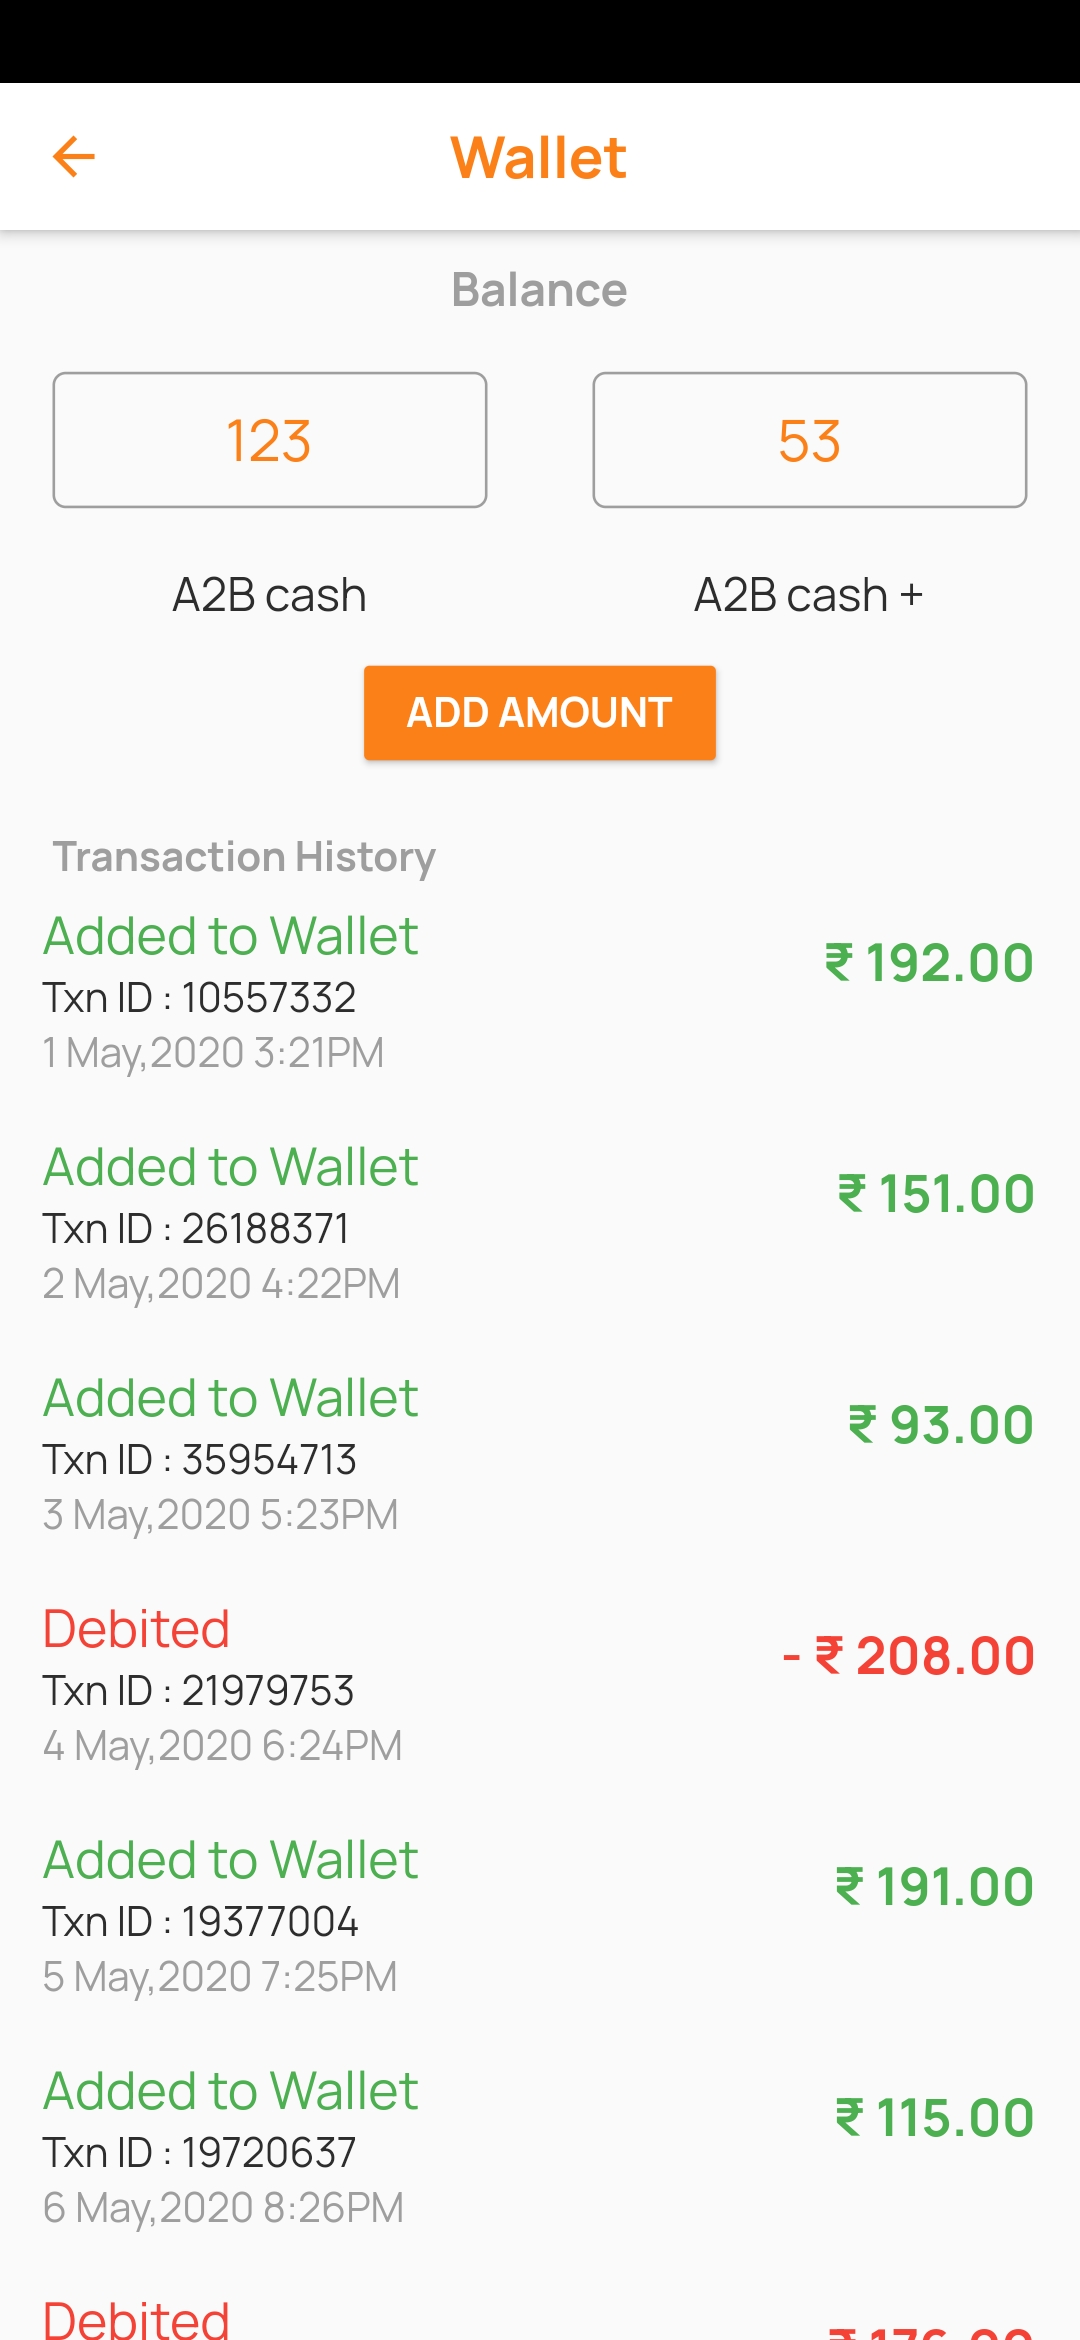 Wallet
Balance
123 53
A2B cash A2B cash +
ADD AMOUNT
Transaction History
Added to Wallet
₹ 192.00
Txn ID : 10557332
1 May,2020 3:21PM
Added to Wallet
₹ 151.00
Txn ID : 26188371
2 May,2020 4:22PM
Added to Wallet
₹ 93.00
Txn ID : 35954713
3 May,2020 5:23PM
Debited
- ₹ 208.00
Txn ID : 21979753
4 May,2020 6:24PM
Added to Wallet
₹ 191.00
Txn ID : 19377004
5 May,2020 7:25PM
Added to Wallet
₹ 115.00
Txn ID : 19720637
6 May,2020 8:26PM
Debited